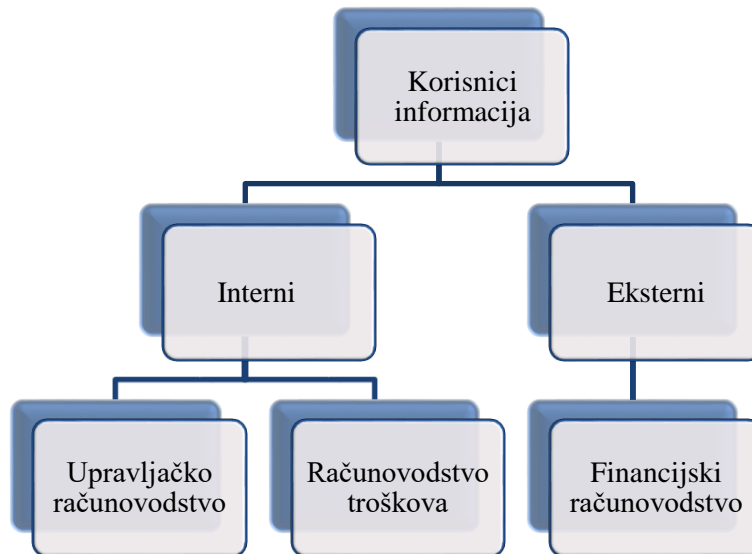 Korisnici
informacija
Interni
Eksterni
Upravljačko
računovodstvo
Računovodstvo
troškova
Financijski
računovodstvo